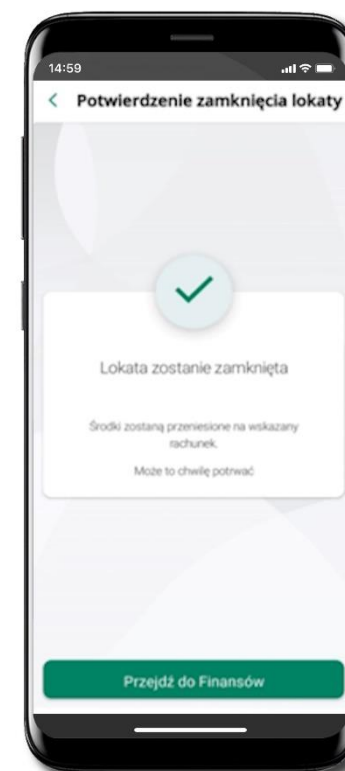 14:59
Potwierdzenie zamknięcia lokaty
Lokata zostanie zamknięta
Środki zostaną przeniesione na wskazany
rachunek.
Może to chwilę potrwać
Przejdź do Finansów